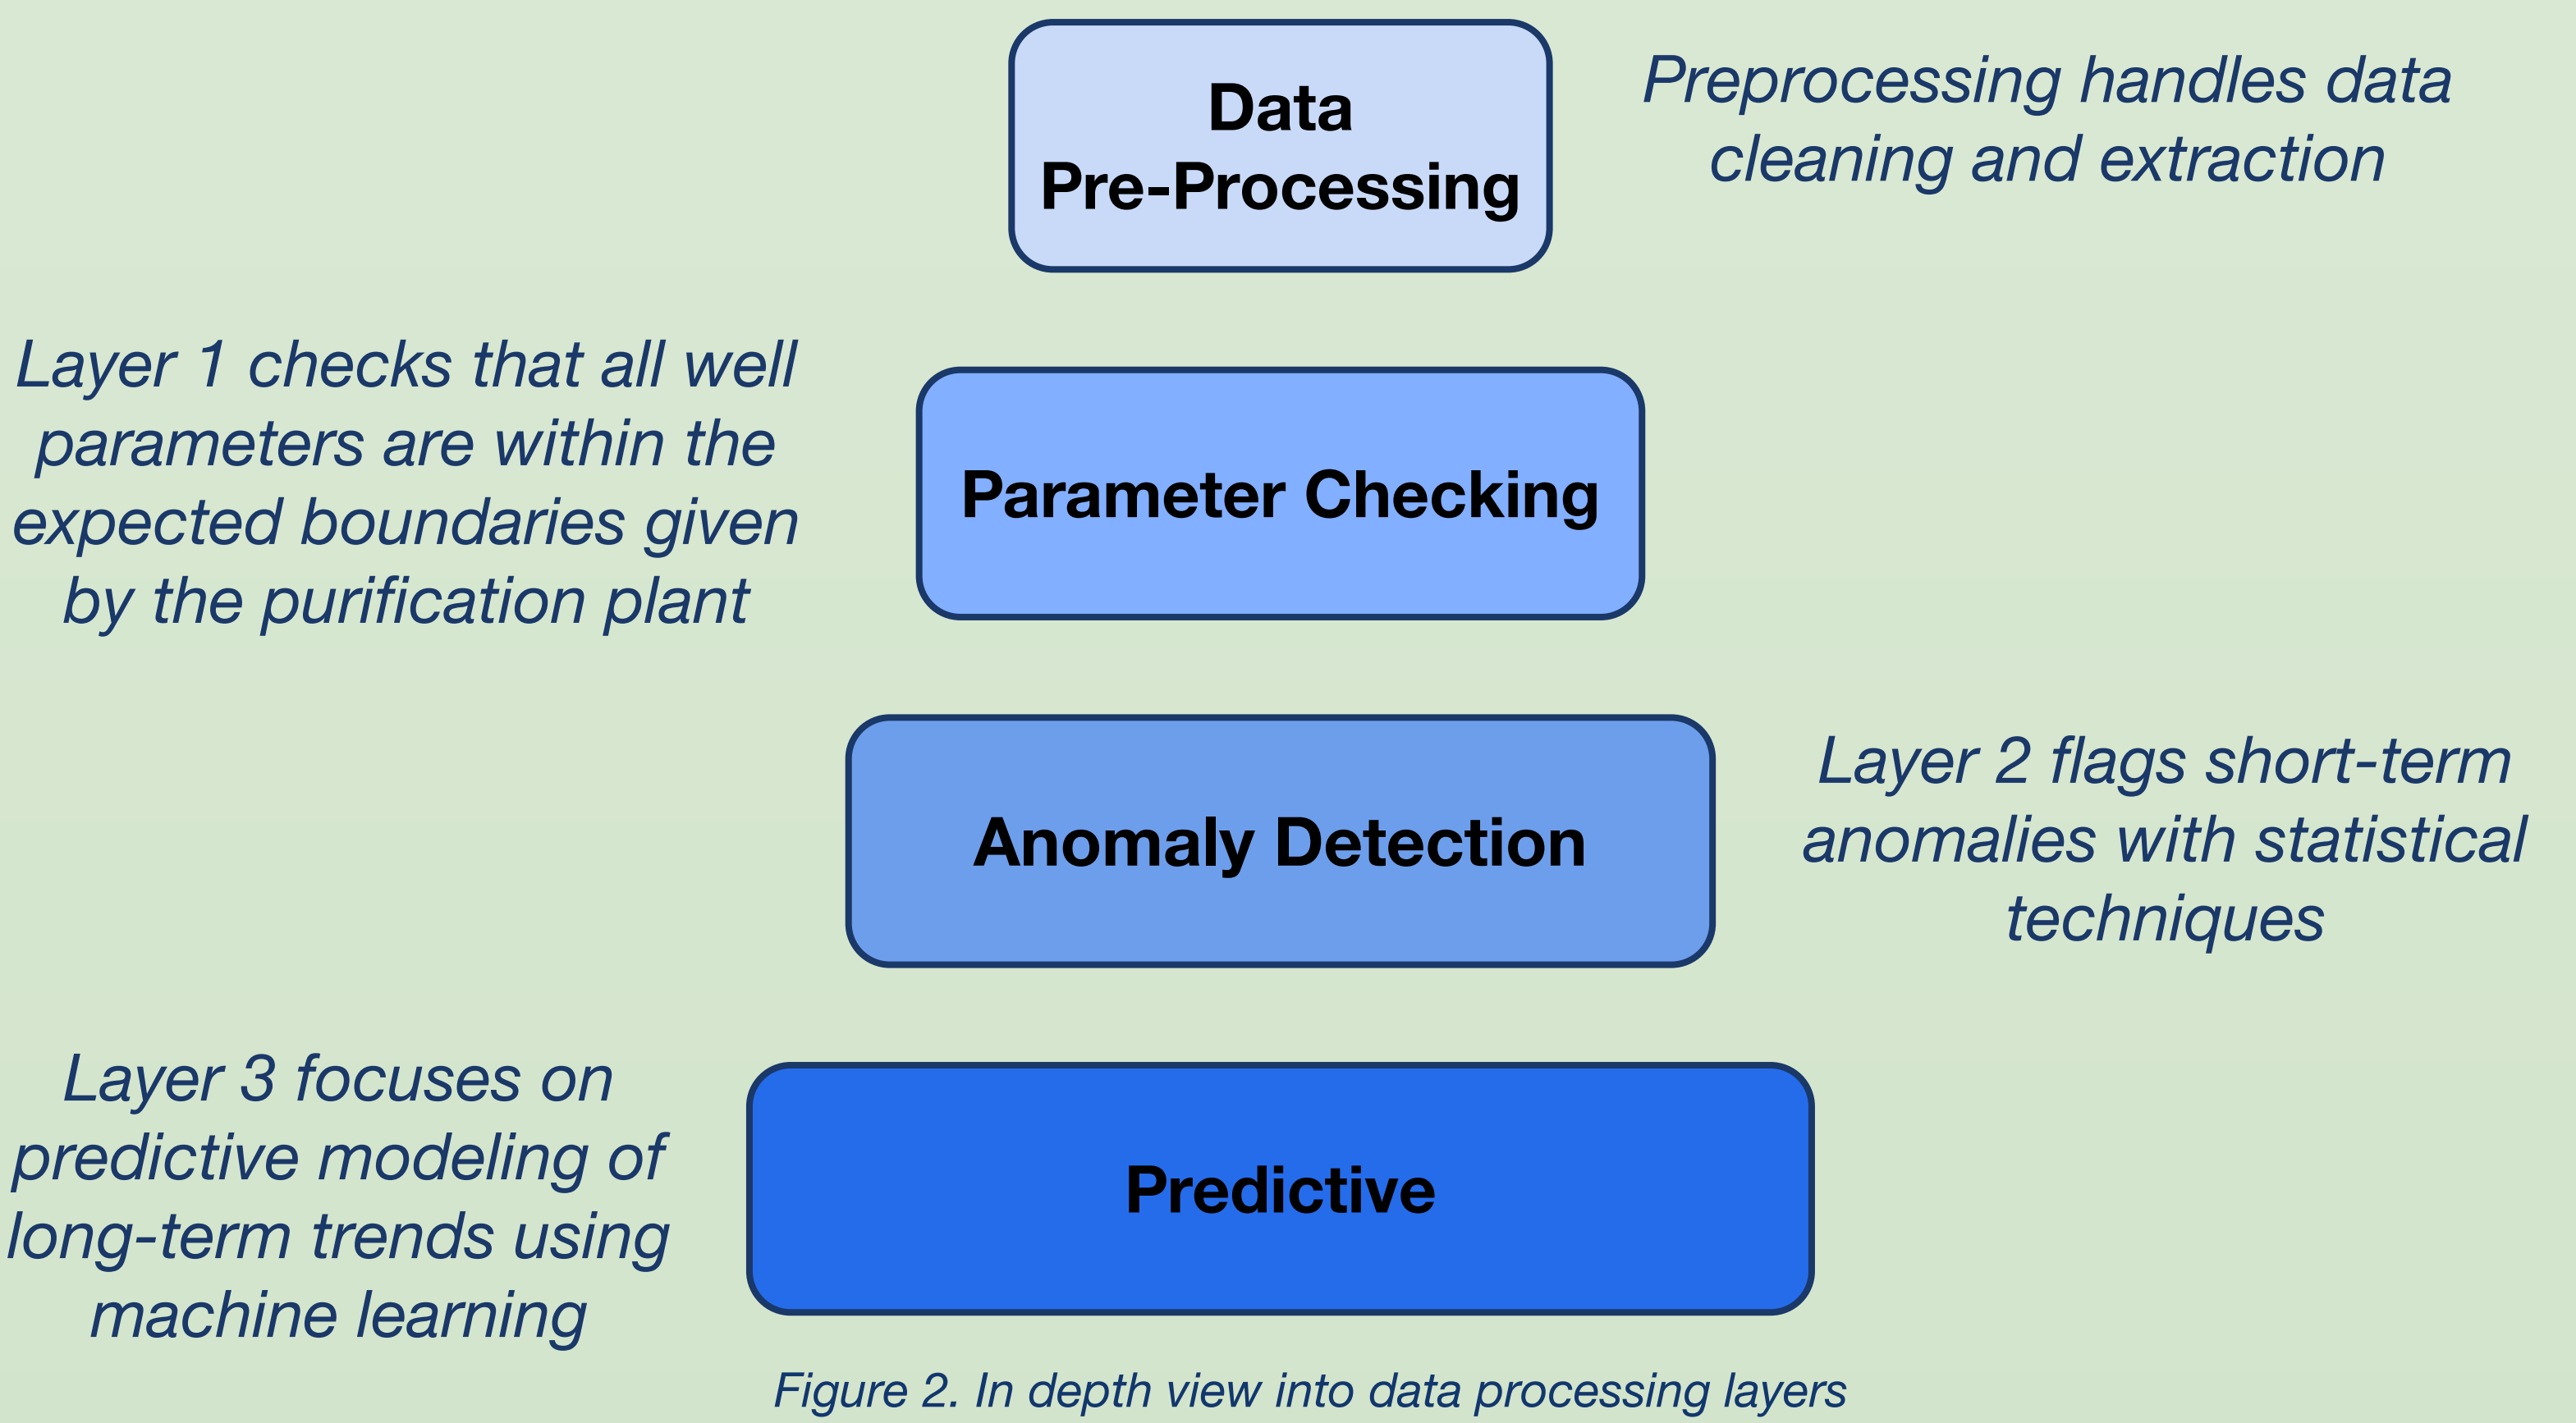 Data
Pre-Processing
Preprocessing handles data
cleaning and extraction
Layer 1 checks that all well
parameters are within the
expected boundaries given
by the purification plant
Parameter Checking
Anomaly Detection
Layer 2 flags short-term
anomalies with statistical
techniques
Layer 3 focuses on
predictive modeling of
long-term trends using
machine learning
Predictive
Figure 2. In depth view into data processing layers